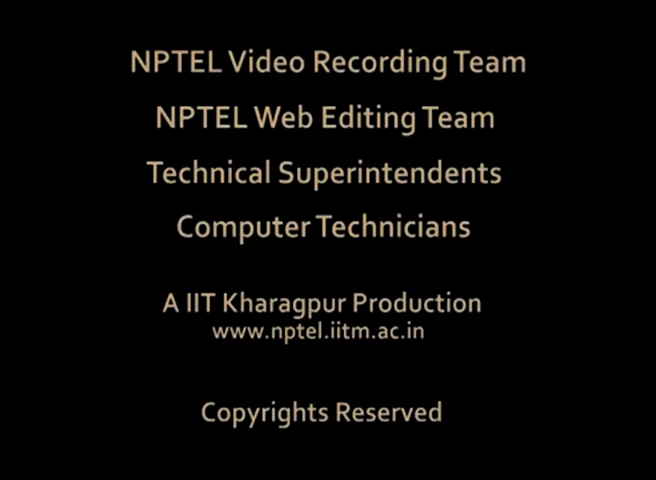 NPTEL Video Recording Team
NPTEL Web Editing Team
Technical Superintendents
Computer Technicians
A IIT Kharagpur Production
www.nptel.iitm.ac.in
Copyrights Reserved